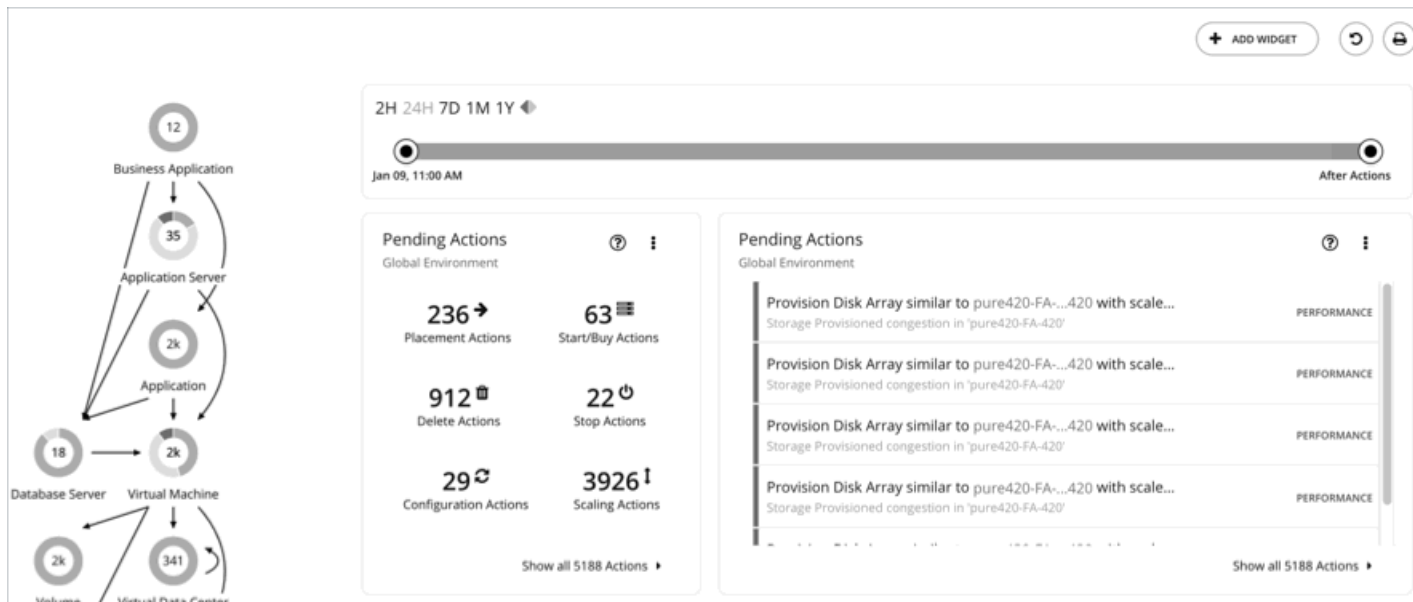 ADD WIDGET
2H 24H 7D 1M 1Y
Jan 09, 11:00 AM
After Actions
12
Business Application
35
Application Server
2k
Application
18
Database Server
2k
Virtual Machine
2k
Volume
341
Virtual Data Center
Pending Actions
Global Environment
236
Placement Actions
63
Start/Buy Actions
912
Delete Actions
22
Stop Actions
29
Configuration Actions
3926
Scaling Actions
Show all 5188 Actions
Pending Actions
Global Environment
Provision Disk Array similar to pure420-FA-...420 with scale...
Storage Provisioned congestion in 'pure420-FA-420'
PERFORMANCE
Provision Disk Array similar to pure420-FA-...420 with scale...
Storage Provisioned congestion in 'pure420-FA-420'
PERFORMANCE
Provision Disk Array similar to pure420-FA-...420 with scale...
Storage Provisioned congestion in 'pure420-FA-420'
PERFORMANCE
Provision Disk Array similar to pure420-FA-...420 with scale...
Storage Provisioned congestion in 'pure420-FA-420'
PERFORMANCE
Show all 5188 Actions